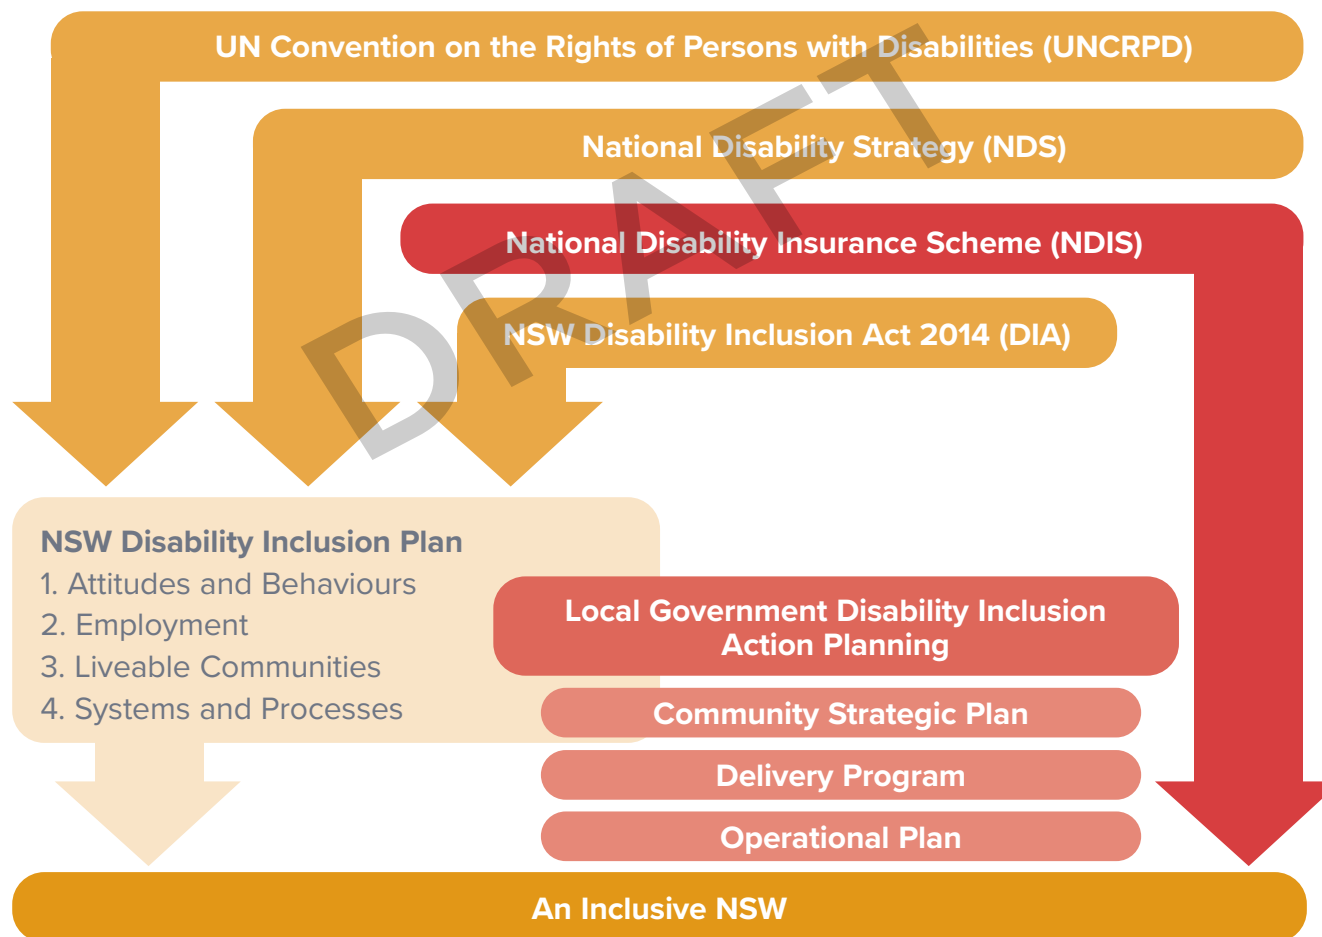 UN Convention on the Rights of Persons with Disabilities (UNCRPD)
National Disability Strategy (NDS)
National Disability Insurance Scheme (NDIS)
NSW Disability Inclusion Act 2014 (DIA)
DRAFT
NSW Disability Inclusion Plan
1. Attitudes and Behaviours
2. Employment
3. Liveable Communities
4. Systems and Processes
Local Government Disability Inclusion
Action Planning
Community Strategic Plan
Delivery Program
Operational Plan
An Inclusive NSW